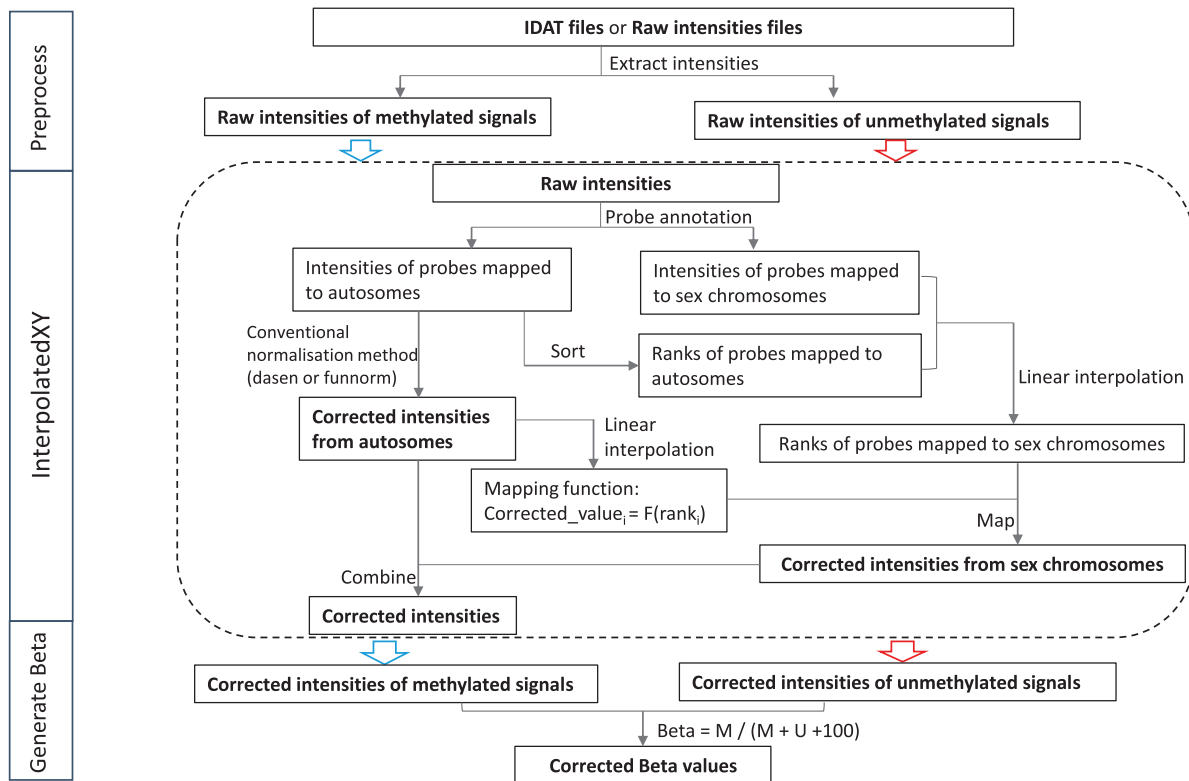 Preprocess
IDAT files or Raw intensities files
Extract intensities
Raw intensities of methylated signals
Raw intensities of unmethylated signals
InterpolatedXY
Raw intensities
Probe annotation
Intensities of probes mapped
to autosomes
Intensities of probes mapped
to sex chromosomes
Conventional
normalisation method
(dasen or funnorm)
Sort
Ranks of probes mapped to
autosomes
Linear interpolation
Corrected intensities
from autosomes
Linear
interpolation
Ranks of probes mapped to sex chromosomes
Mapping function:
Corrected_valueᵢ = F(rankᵢ)
Map
Corrected intensities from sex chromosomes
Combine
Corrected intensities
Generate Beta
Corrected intensities of methylated signals
Corrected intensities of unmethylated signals
Beta = M / (M + U +100)
Corrected Beta values